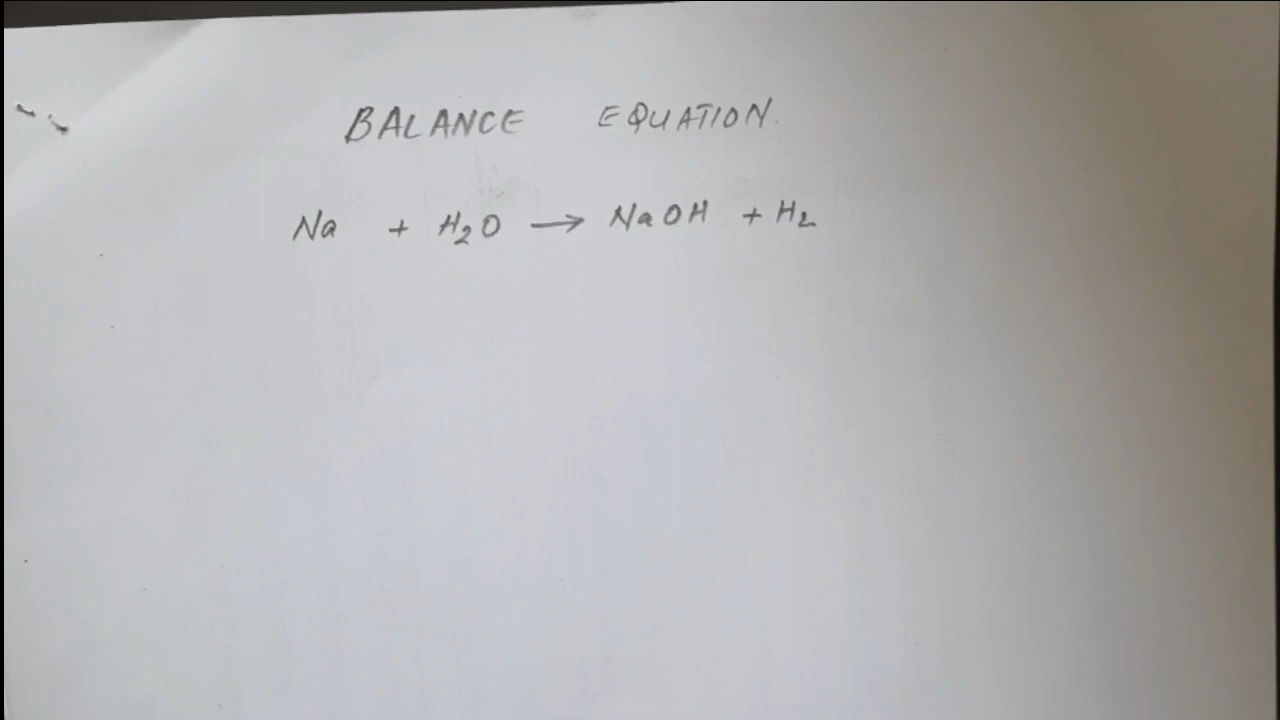 BALANCE EQUATION.
Na + H₂O → NaOH + H₂